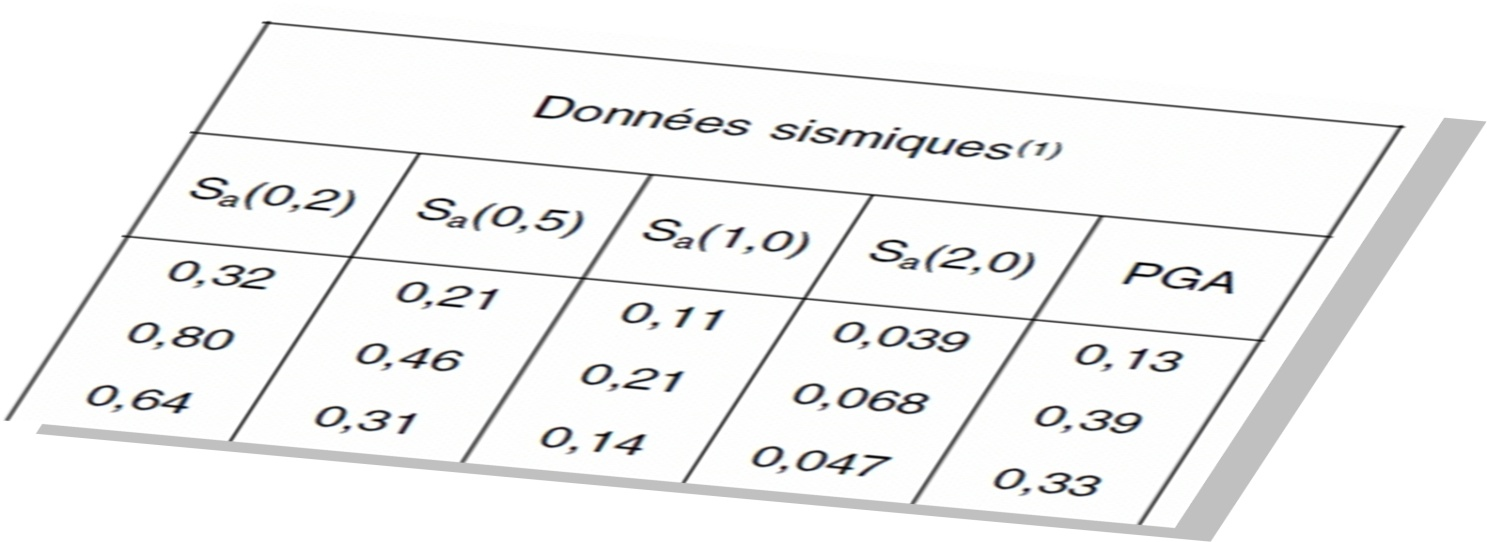 Données sismiques(1)
Sa(0,2) Sa(0,5) Sa(1,0) Sa(2,0) PGA
0,32 0,21 0,11 0,039 0,13
0,80 0,46 0,21 0,068 0,39
0,64 0,31 0,14 0,047 0,33